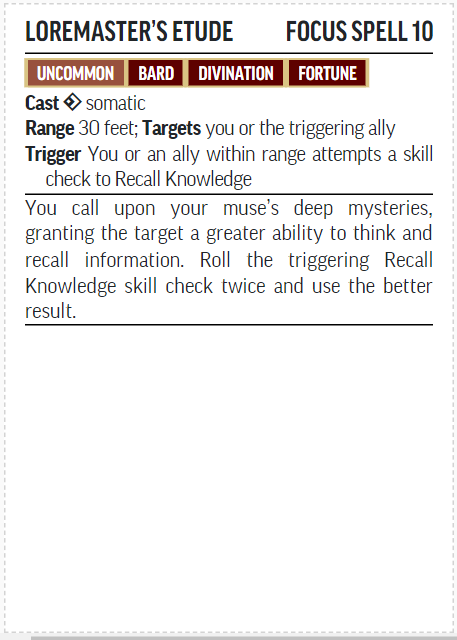 LOREMASTER'S ETUDE FOCUS SPELL 10
UNCOMMON BARD DIVINATION FORTUNE
Cast somatic
Range 30 feet; Targets you or the triggering ally
Trigger You or an ally within range attempts a skill
check to Recall Knowledge
You call upon your muse's deep mysteries,
granting the target a greater ability to think and
recall information. Roll the triggering Recall
Knowledge skill check twice and use the better
result.